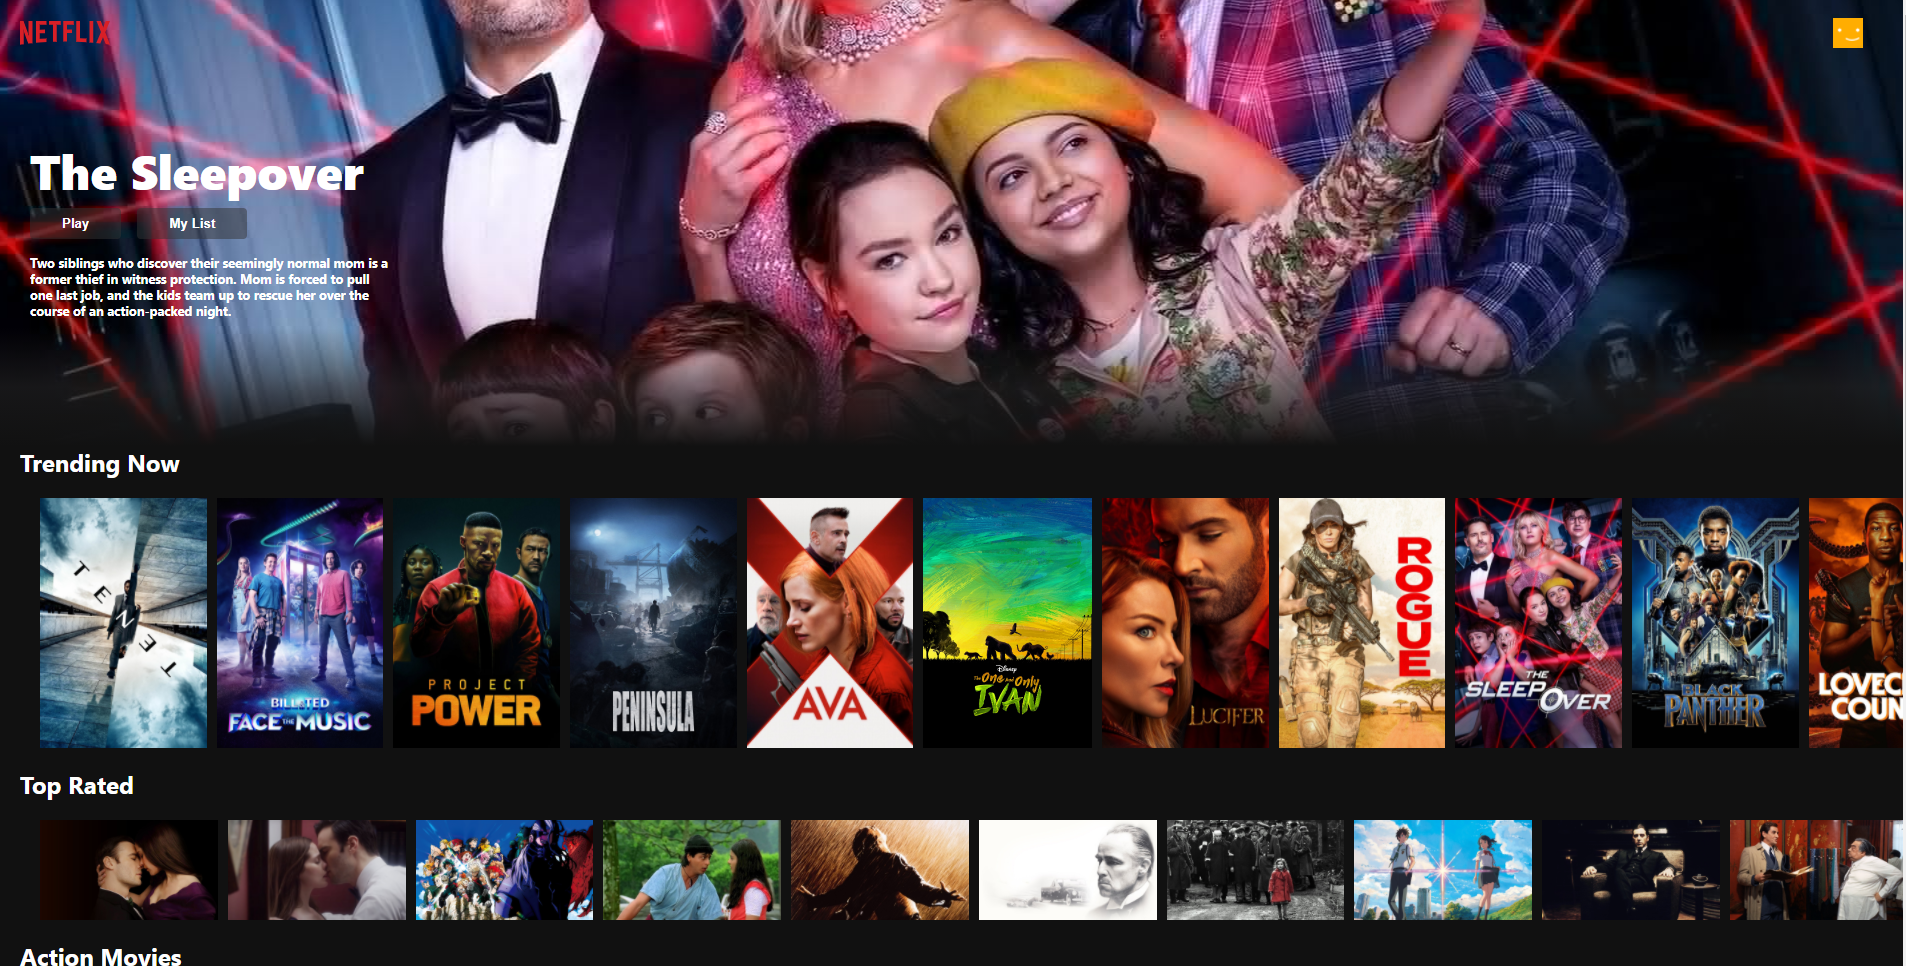 NETFLIX
The Sleepover
Play
My List
Two siblings who discover their seemingly normal mom is a
former thief in witness protection. Mom is forced to pull
one last job, and the kids team up to rescue her over the
course of an action-packed night.
Trending Now
TENET
BILL & TED
FACE THE MUSIC
PROJECT
POWER
PENINSULA
AVA
Disney
The One and Only
IVAN
LUCIFER
ROGUE
THE
SLEEPOVER
BLACK
PANTHER
LOVEC
COUN
Top Rated
Action Movies